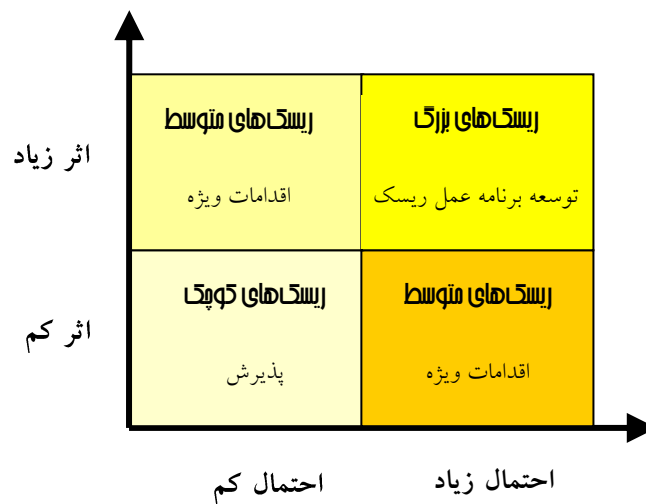 ریسک‌های بزرگ
ریسک‌های متوسط
اثر زیاد
توسعه برنامه عمل ریسک
اقدامات ویژه
ریسک‌های متوسط
ریسک‌های کوچک
اثر کم
اقدامات ویژه
پذیرش
احتمال زیاد
احتمال کم